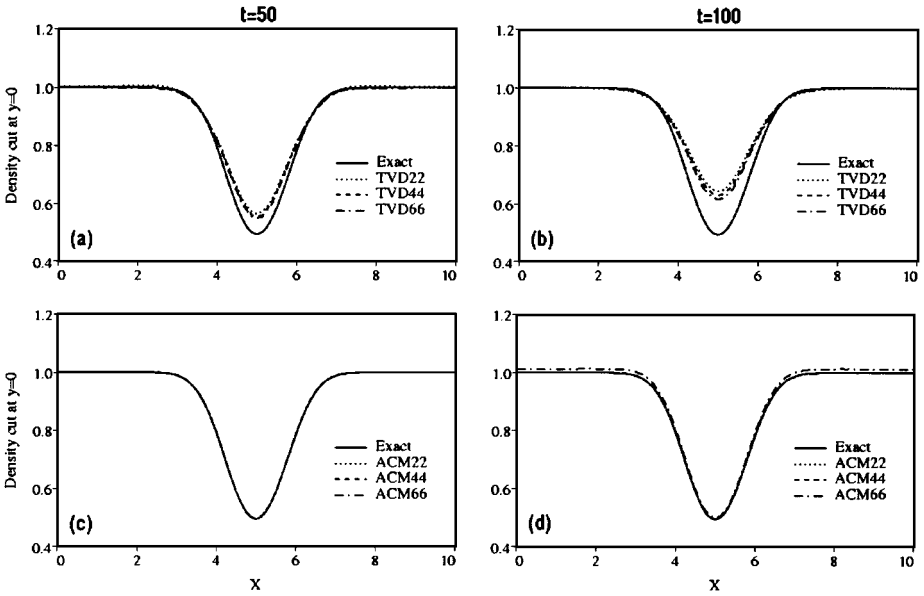 t=50
1.2
1.0
0.8
0.6
0.4
Density cut at y=0
Exact
TVD22
TVD44
TVD66
(a)
0 2 4 6 8 10
t=100
1.2
1.0
0.8
0.6
0.4
Exact
TVD22
TVD44
TVD66
(b)
0 2 4 6 8 10
1.2
1.0
0.8
0.6
0.4
Density cut at y=0
Exact
ACM22
ACM44
ACM66
(c)
0 2 4 6 8 10
X
1.2
1.0
0.8
0.6
0.4
Exact
ACM22
ACM44
ACM66
(d)
0 2 4 6 8 10
X